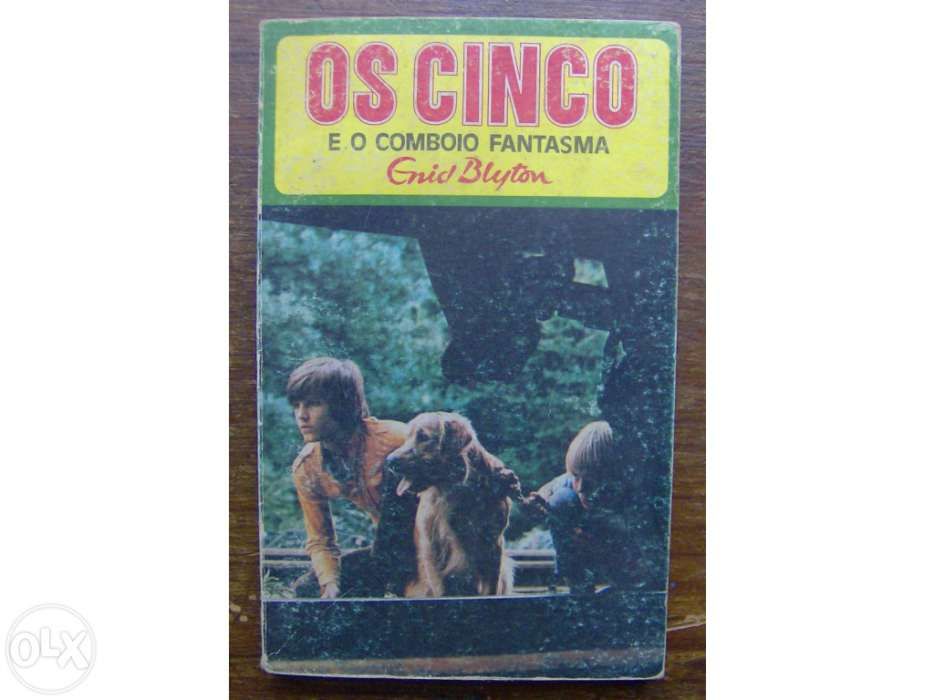 OS CINCO
E O COMBOIO FANTASMA
Enid Blyton
OLX